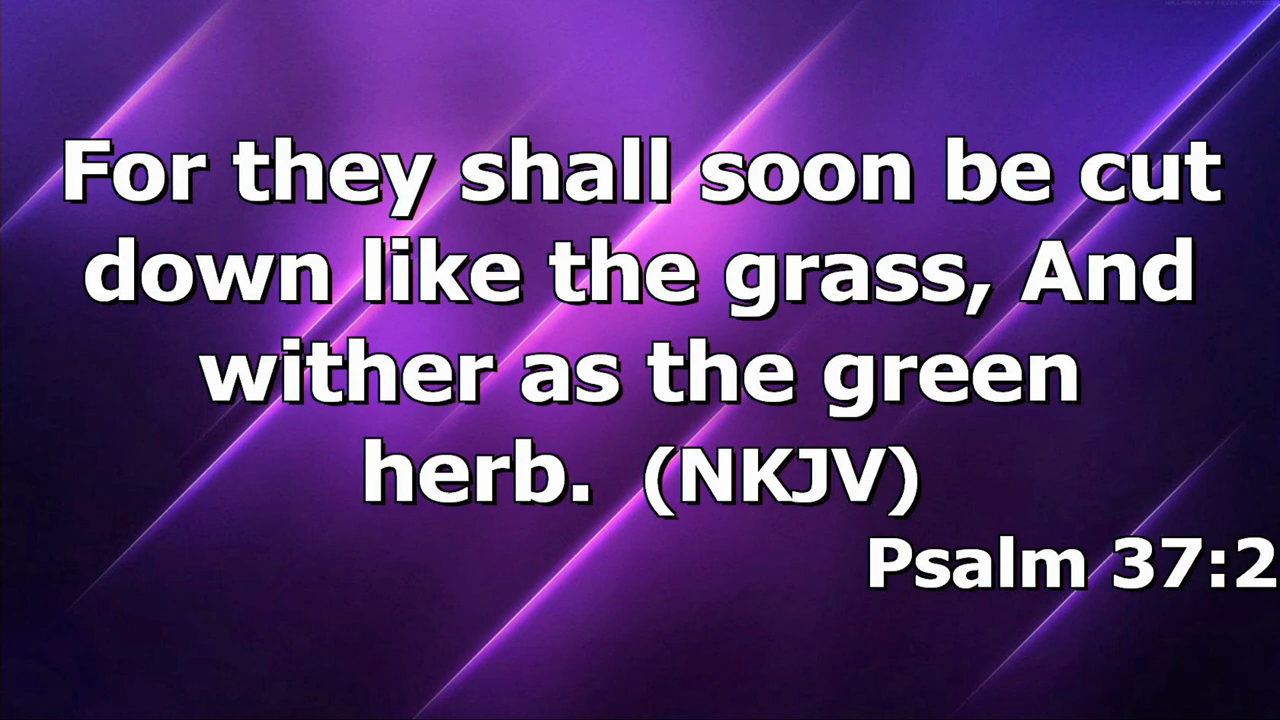 For they shall soon be cut
down like the grass, And
wither as the green
herb.  (NKJV)
Psalm 37:2